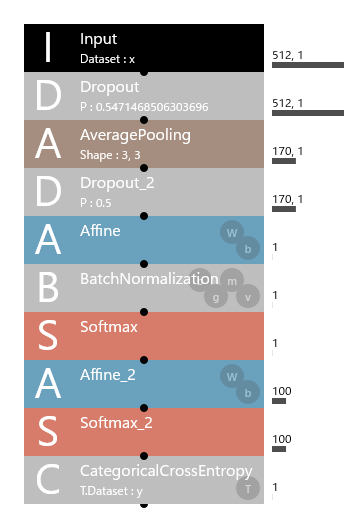 I Input 512, 1
Dataset : x
D Dropout 512, 1
P : 0.5471468506303696
A AveragePooling 170, 1
Shape : 3, 3
D Dropout_2 170, 1
P : 0.5
A Affine W b 1
B BatchNormalization m g v 1
S Softmax 1
A Affine_2 W b 100
S Softmax_2 100
C CategoricalCrossEntropy 1
T.Dataset : y T